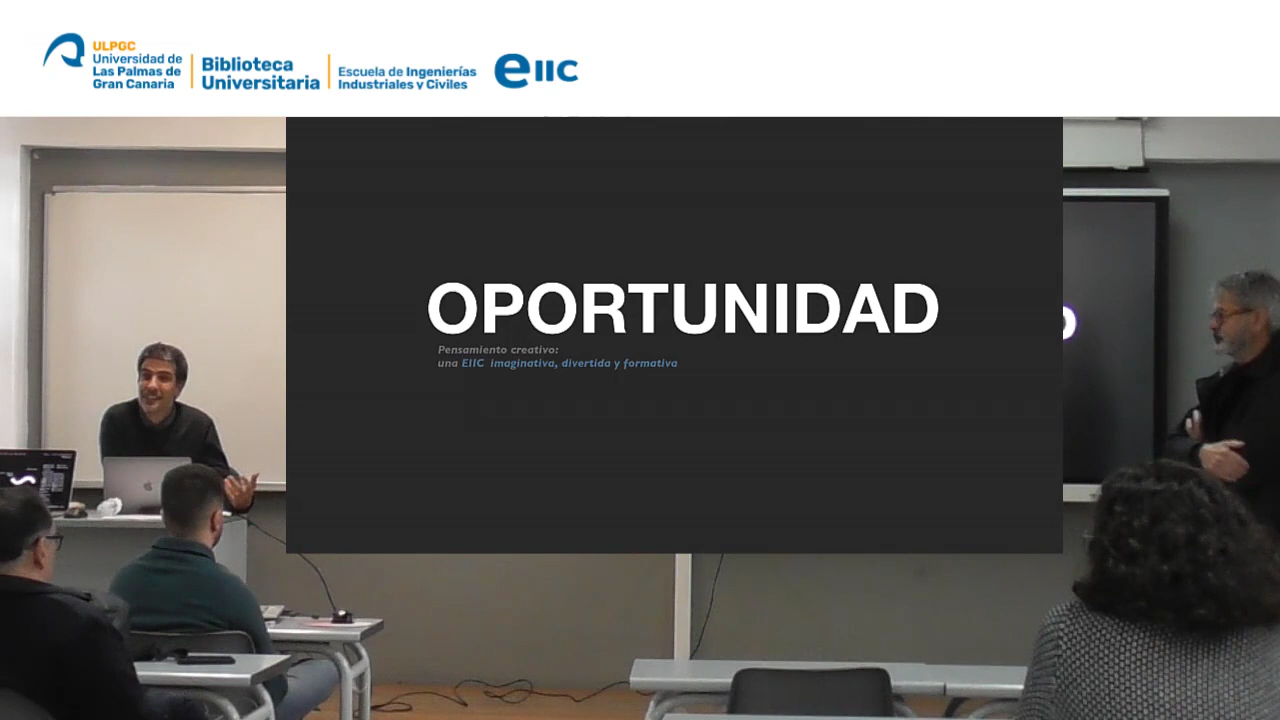 ULPGC
Universidad de
Las Palmas de
Gran Canaria
Biblioteca
Universitaria
Escuela de Ingenierías
Industriales y Civiles
eiic
OPORTUNIDAD
Pensamiento creativo:
una EIIC imaginativa, divertida y formativa